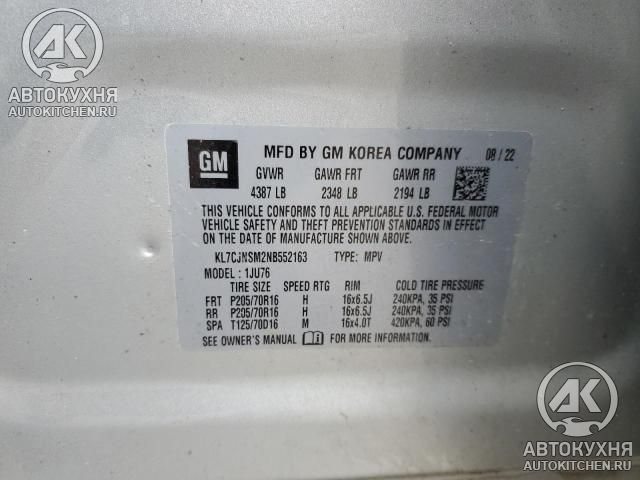 АВТОКУХНЯ
AUTOKITCHEN.RU
GM
MFD BY GM KOREA COMPANY 08 / 22
GVWR GAWR FRT GAWR RR
4387 LB 2348 LB 2194 LB
THIS VEHICLE CONFORMS TO ALL APPLICABLE U.S. FEDERAL MOTOR
VEHICLE SAFETY AND THEFT PREVENTION STANDARDS IN EFFECT
ON THE DATE OF MANUFACTURE SHOWN ABOVE.
KL7CJNSM2NB552163 TYPE: MPV
MODEL : 1JU76
TIRE SIZE SPEED RTG RIM COLD TIRE PRESSURE
FRT P205/70R16 H 16x6.5J 240KPA, 35 PSI
RR P205/70R16 H 16x6.5J 240KPA, 35 PSI
SPA T125/70D16 M 16x4.0T 420KPA, 60 PSI
SEE OWNER'S MANUAL FOR MORE INFORMATION.
АК
АВТОКУХНЯ
AUTOKITCHEN.RU